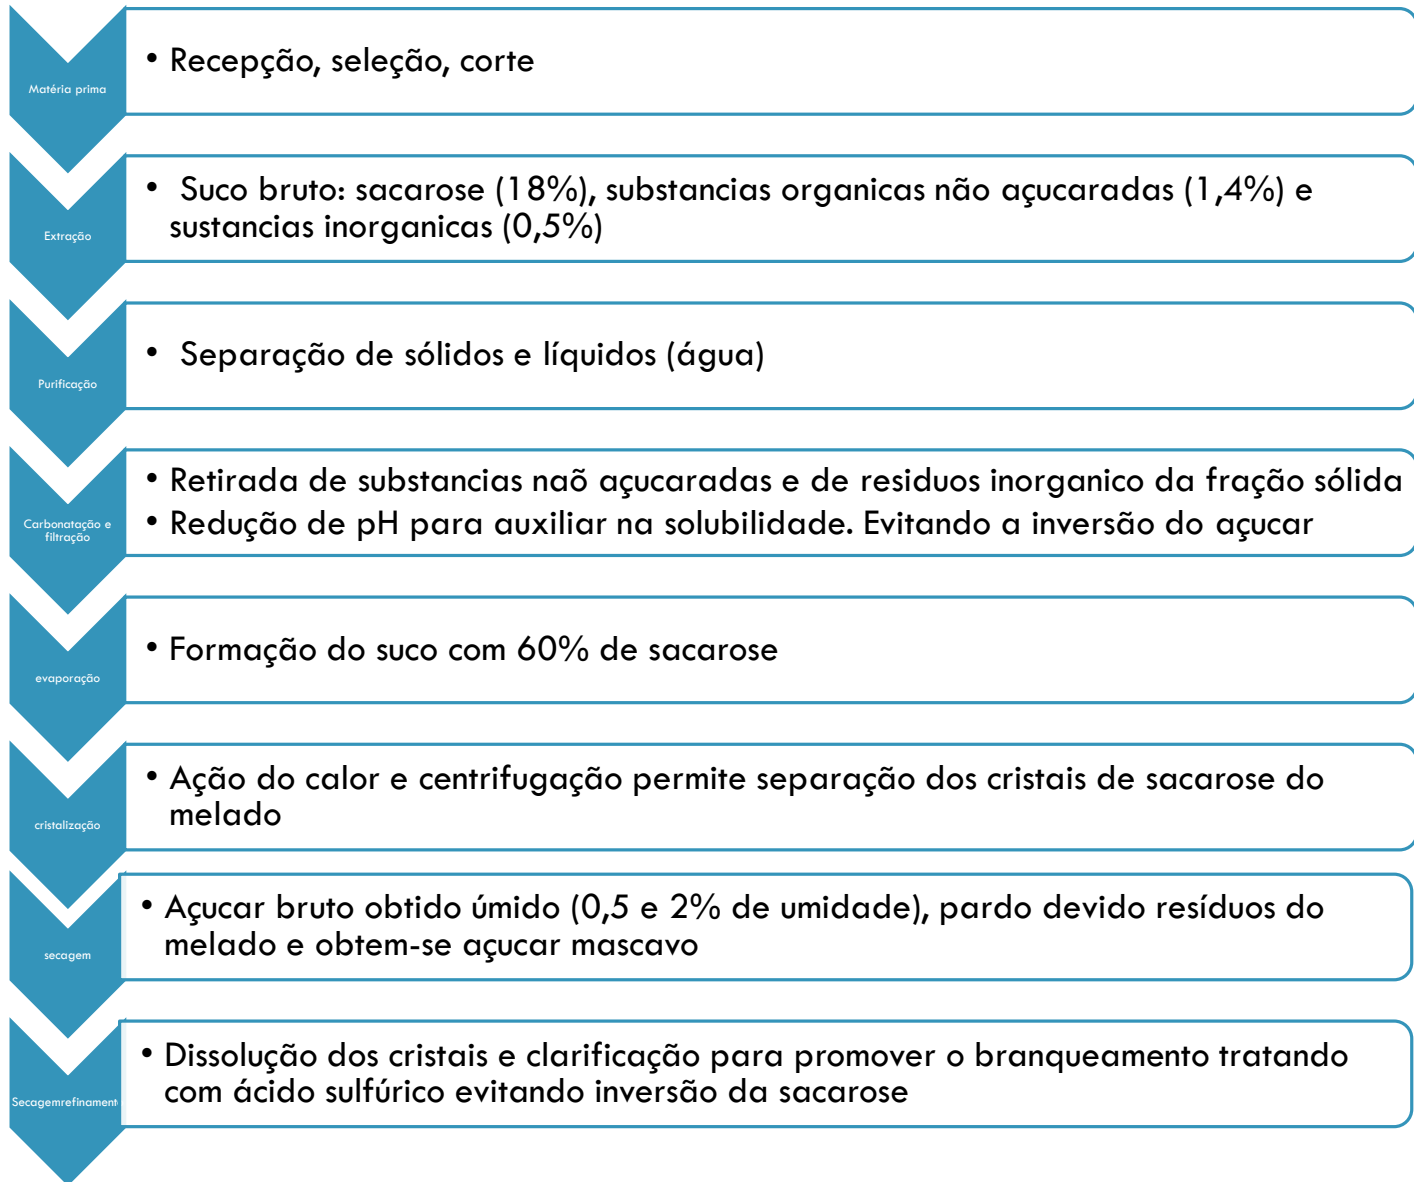 Matéria prima
• Recepção, seleção, corte
Extração
• Suco bruto: sacarose (18%), substancias organicas não açucaradas (1,4%) e
sustancias inorganicas (0,5%)
Purificação
• Separação de sólidos e líquidos (água)
Carbonatação e
filtração
• Retirada de substancias naõ açucaradas e de residuos inorganico da fração sólida
• Redução de pH para auxiliar na solubilidade. Evitando a inversão do açucar
evaporação
• Formação do suco com 60% de sacarose
cristalização
• Ação do calor e centrifugação permite separação dos cristais de sacarose do
melado
secagem
• Açucar bruto obtido úmido (0,5 e 2% de umidade), pardo devido resíduos do
melado e obtem-se açucar mascavo
Secagemrefinament
• Dissolução dos cristais e clarificação para promover o branqueamento tratando
com ácido sulfúrico evitando inversão da sacarose